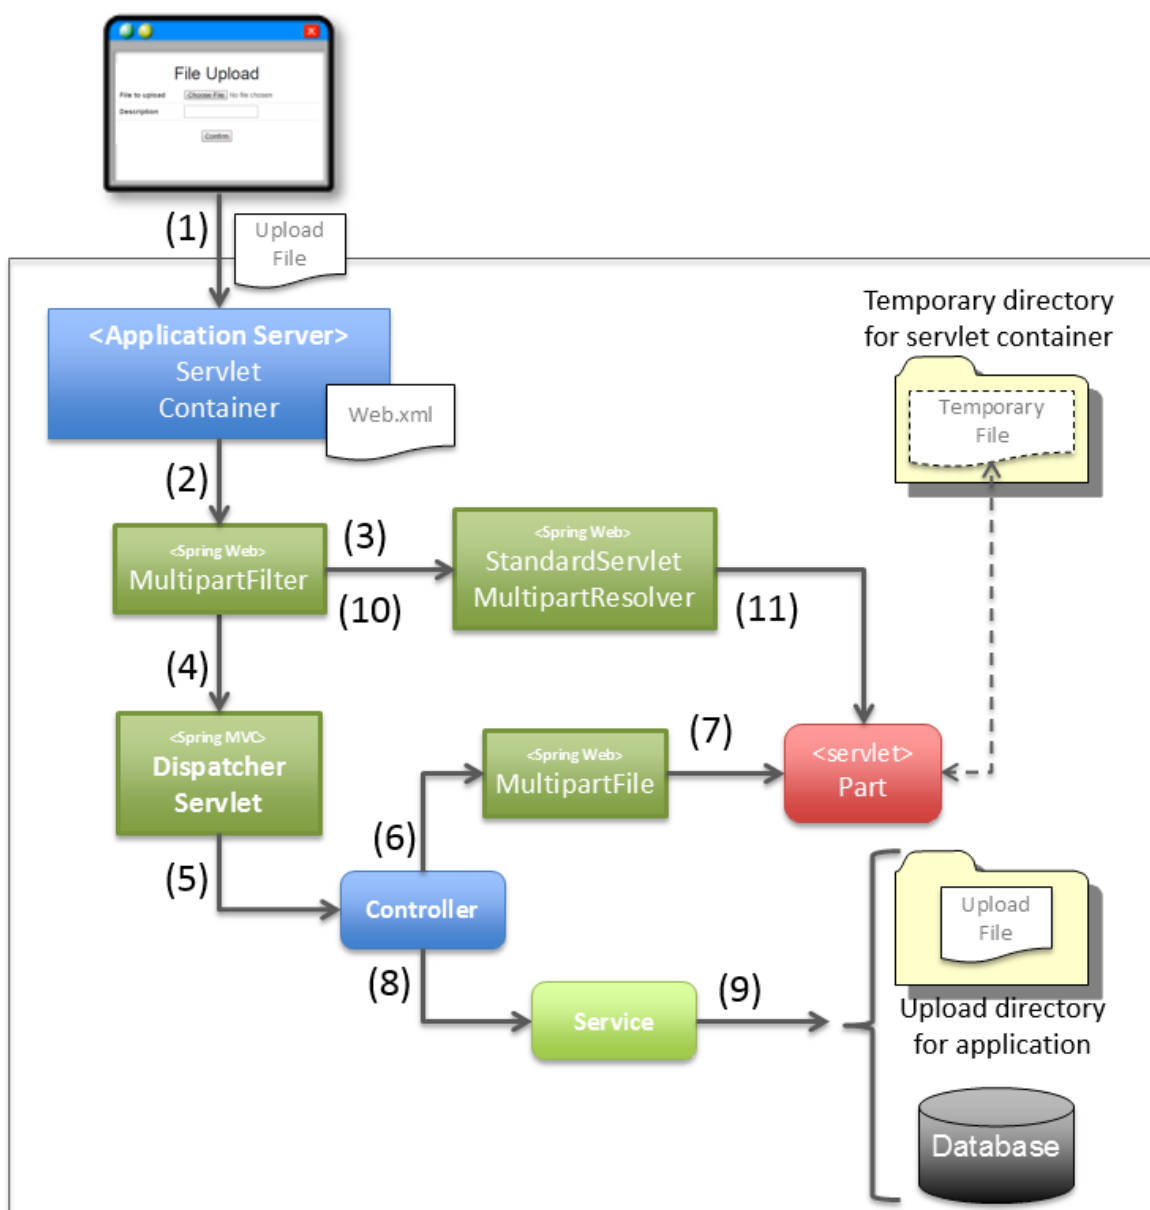 File Upload
File to upload Choose File No file chosen
Description
Confirm
(1)
Upload
File
<Application Server>
Servlet
Container
Web.xml
Temporary directory
for servlet container
Temporary
File
(2)
<Spring Web>
MultipartFilter
(3)
(10)
<Spring Web>
StandardServlet
MultipartResolver
(11)
(4)
<Spring MVC>
Dispatcher
Servlet
<Spring Web>
MultipartFile
(7)
<servlet>
Part
(5)
(6)
Controller
(8)
Service
(9)
Upload
File
Upload directory
for application
Database